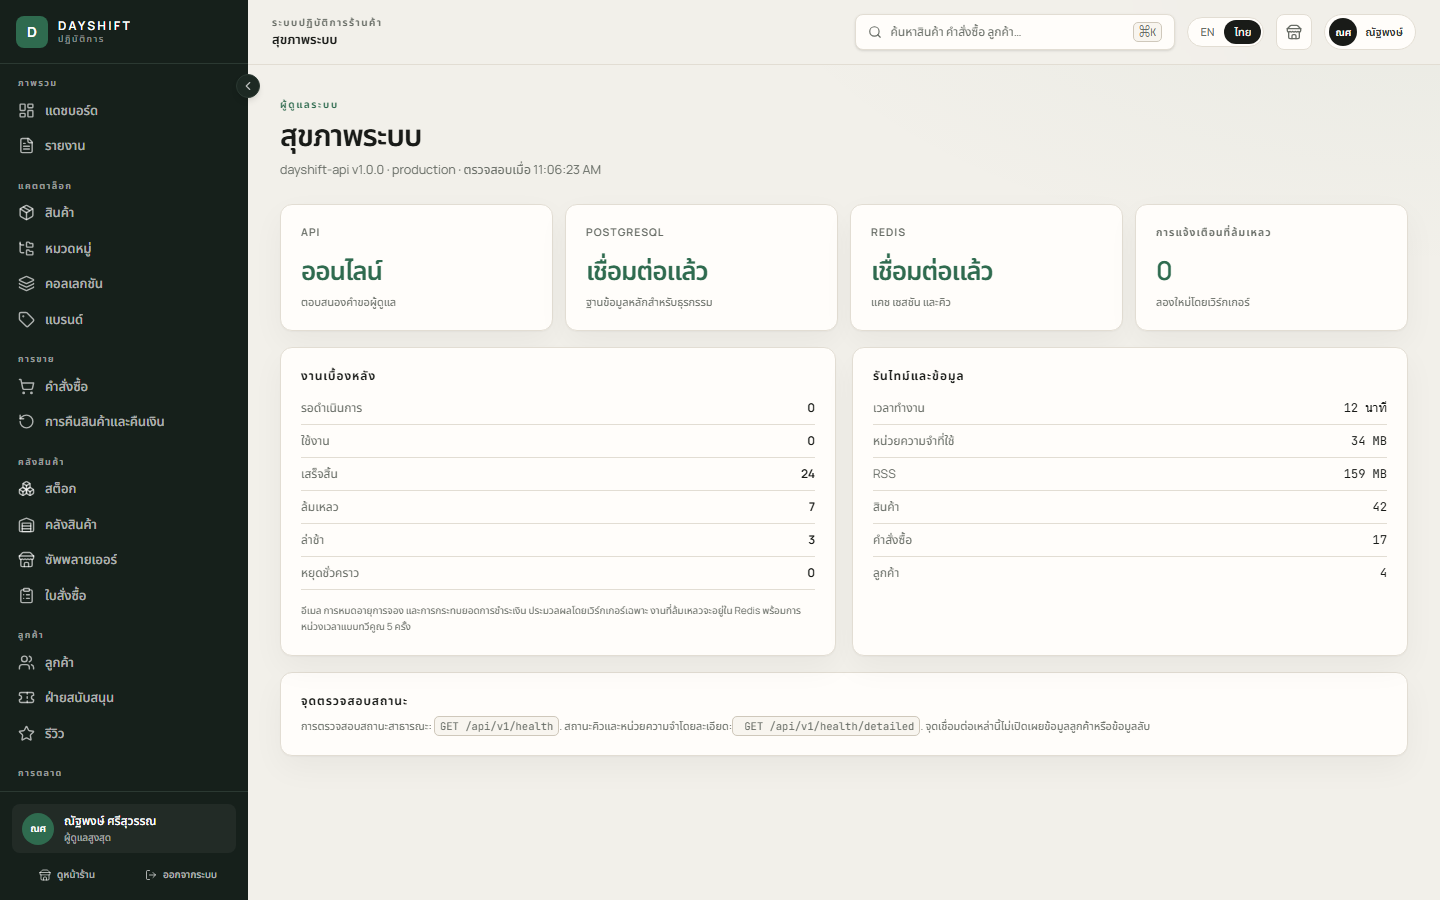 D
DAYSHIFT
ปฏิบัติการ
ภาพรวม
แดชบอร์ด
รายงาน
แคตตาล็อก
สินค้า
หมวดหมู่
คอลเลกชัน
แบรนด์
การขาย
คำสั่งซื้อ
การคืนสินค้าและคืนเงิน
คลังสินค้า
สต็อก
คลังสินค้า
ซัพพลายเออร์
ใบสั่งซื้อ
ลูกค้า
ลูกค้า
ฝ่ายสนับสนุน
รีวิว
การตลาด
ณศ
ณัฐพงษ์ ศรีสุวรรณ
ผู้ดูแลสูงสุด
ดูหน้าร้าน
ออกจากระบบ
ระบบปฏิบัติการร้านค้า
สุขภาพระบบ
ค้นหาสินค้า คำสั่งซื้อ ลูกค้า...
⌘K
EN
ไทย
ณศ
ณัฐพงษ์
ผู้ดูแลระบบ
สุขภาพระบบ
dayshift-api v1.0.0 · production · ตรวจสอบเมื่อ 11:06:23 AM
API
ออนไลน์
ตอบสนองคำขอผู้ดูแล
POSTGRESQL
เชื่อมต่อแล้ว
ฐานข้อมูลหลักสำหรับธุรกรรม
REDIS
เชื่อมต่อแล้ว
แคช เซสชัน และคิว
การแจ้งเตือนที่ล้มเหลว
0
ลองใหม่โดยเวิร์กเกอร์
งานเบื้องหลัง
รอดำเนินการ 0
ใช้งาน 0
เสร็จสิ้น 24
ล้มเหลว 7
ล่าช้า 3
หยุดชั่วคราว 0
อีเมล การหมดอายุการจอง และการกระทบยอดการชำระเงิน ประมวลผลโดยเวิร์กเกอร์เฉพาะ งานที่ล้มเหลวจะอยู่ใน Redis พร้อมการ
หน่วงเวลาแบบทวีคูณ 5 ครั้ง
รันไทม์และข้อมูล
เวลาทำงาน 12 นาที
หน่วยความจำที่ใช้ 34 MB
RSS 159 MB
สินค้า 42
คำสั่งซื้อ 17
ลูกค้า 4
จุดตรวจสอบสถานะ
การตรวจสอบสถานะสาธารณะ: GET /api/v1/health. สถานะคิวและหน่วยความจำโดยละเอียด: GET /api/v1/health/detailed. จุดเชื่อมต่อเหล่านี้ไม่เปิดเผยข้อมูลลูกค้าหรือข้อมูลลับ